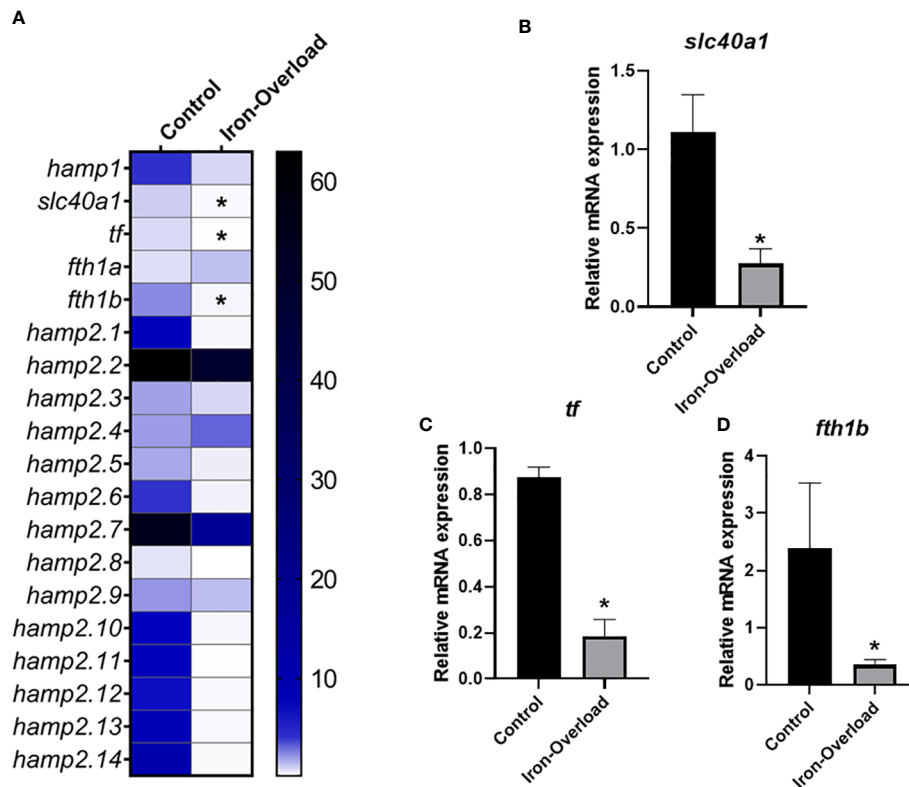 A
Control
Iron-Overload
hamp1
slc40a1
*
tf
*
fth1a
fth1b
*
hamp2.1
hamp2.2
hamp2.3
hamp2.4
hamp2.5
hamp2.6
hamp2.7
hamp2.8
hamp2.9
hamp2.10
hamp2.11
hamp2.12
hamp2.13
hamp2.14
60
50
40
30
20
10
B
slc40a1
Relative mRNA expression
1.5
1.0
0.5
0.0
*
Control
Iron-Overload
C
tf
Relative mRNA expression
1.0
0.8
0.6
0.4
0.2
0.0
*
Control
Iron-Overload
D
fth1b
Relative mRNA expression
4
3
2
1
0
*
Control
Iron-Overload